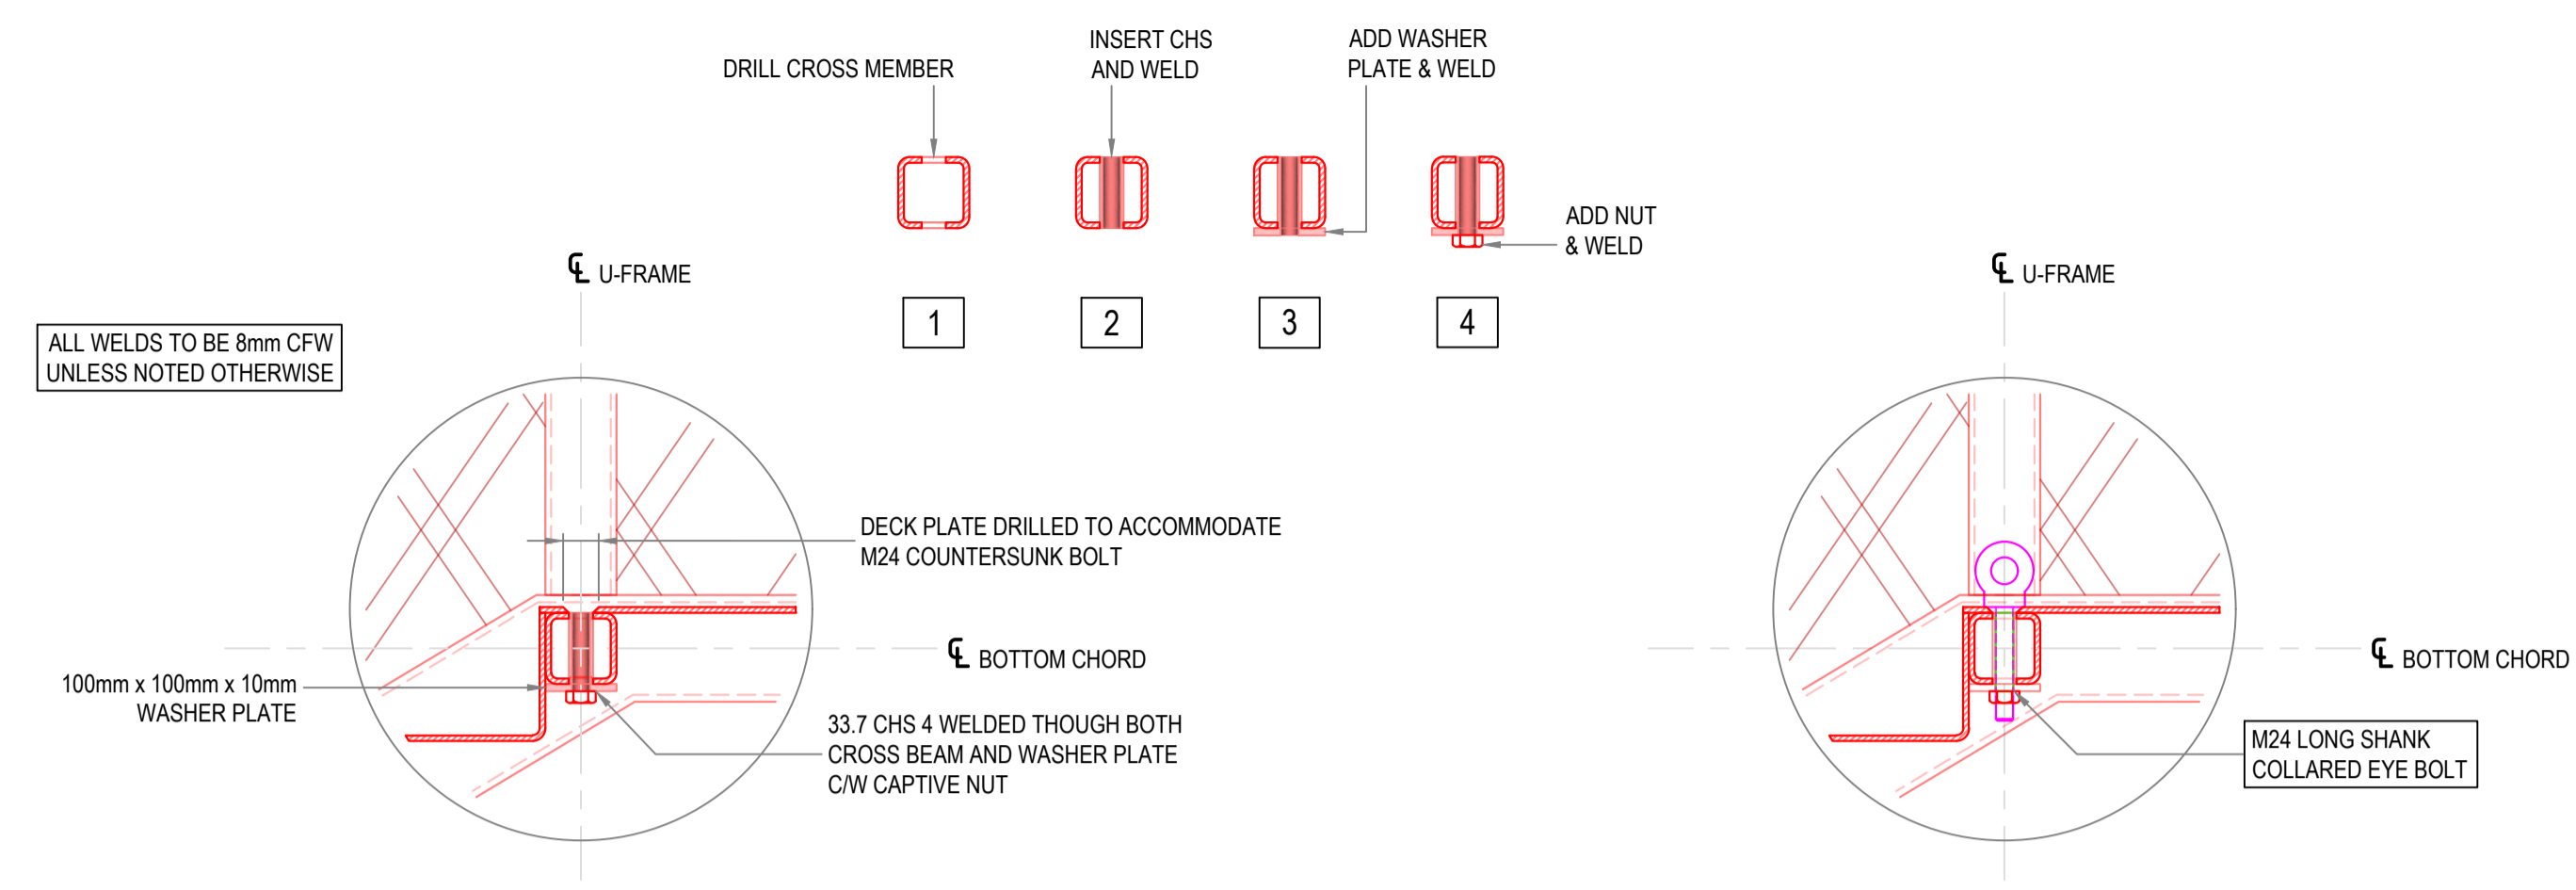 DRILL CROSS MEMBER
INSERT CHS
AND WELD
ADD WASHER
PLATE & WELD
ADD NUT
& WELD
1
2
3
4
ALL WELDS TO BE 8mm CFW
UNLESS NOTED OTHERWISE
℄ U-FRAME
DECK PLATE DRILLED TO ACCOMMODATE
M24 COUNTERSUNK BOLT
℄ BOTTOM CHORD
100mm x 100mm x 10mm
WASHER PLATE
33.7 CHS 4 WELDED THOUGH BOTH
CROSS BEAM AND WASHER PLATE
C/W CAPTIVE NUT
℄ U-FRAME
℄ BOTTOM CHORD
M24 LONG SHANK
COLLARED EYE BOLT